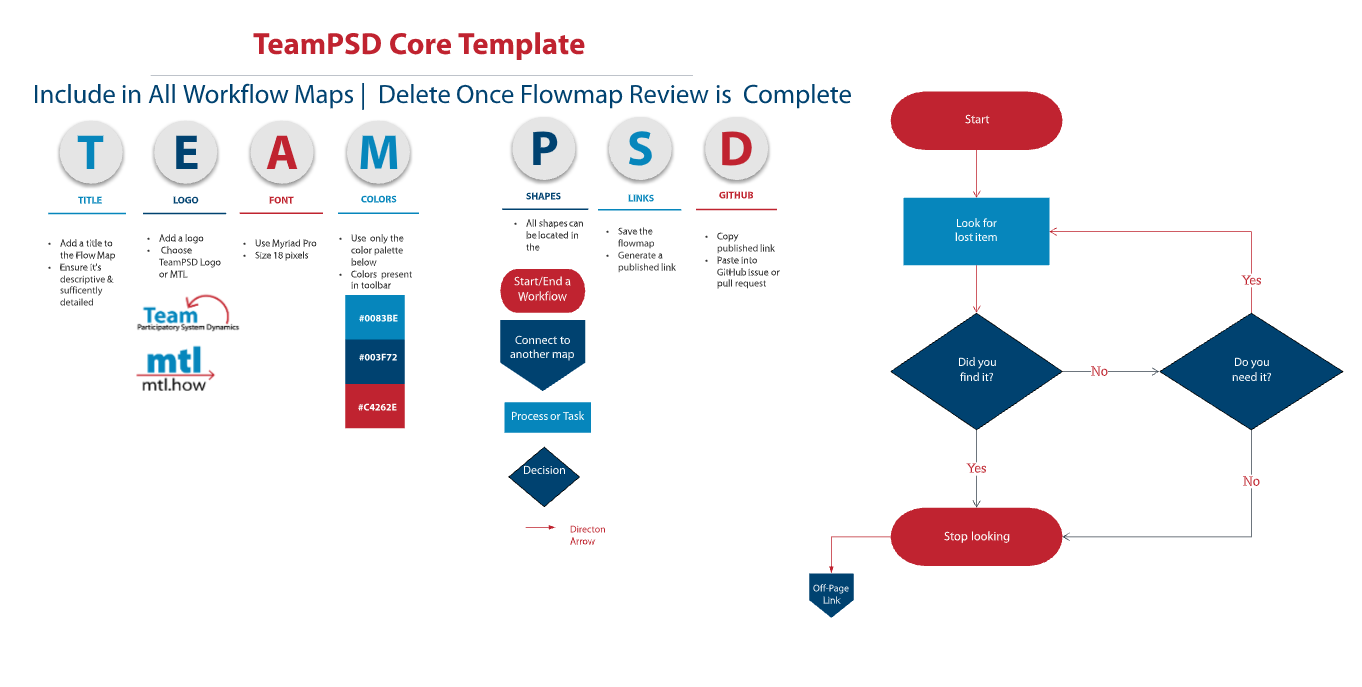 TeamPSD Core Template
Include in All Workflow Maps | Delete Once Flowmap Review is Complete
T
E
A
M
P
S
D
TITLE
LOGO
FONT
COLORS
SHAPES
LINKS
GITHUB
• Add a title to
the Flow Map
• Ensure it's
descriptive &
sufficently
detailed
• Add a logo
• Choose
TeamPSD Logo
or MTL
Team
Participatory System Dynamics
mtl
mtl.how
• Use Myriad Pro
• Size 18 pixels
• Use only the
color palette
below
• Colors present
in toolbar
#0083BE
#003F72
#C4262E
• All shapes can
be located in
the
Start/End a
Workflow
Connect to
another map
Process or Task
Decision
Directon
Arrow
• Save the
flowmap
• Generate a
published link
• Copy
published link
• Paste into
GitHub issue or
pull request
Start
Look for
lost item
Yes
Did you
find it?
No
Do you
need it?
Yes
No
Stop looking
Off-Page
Link